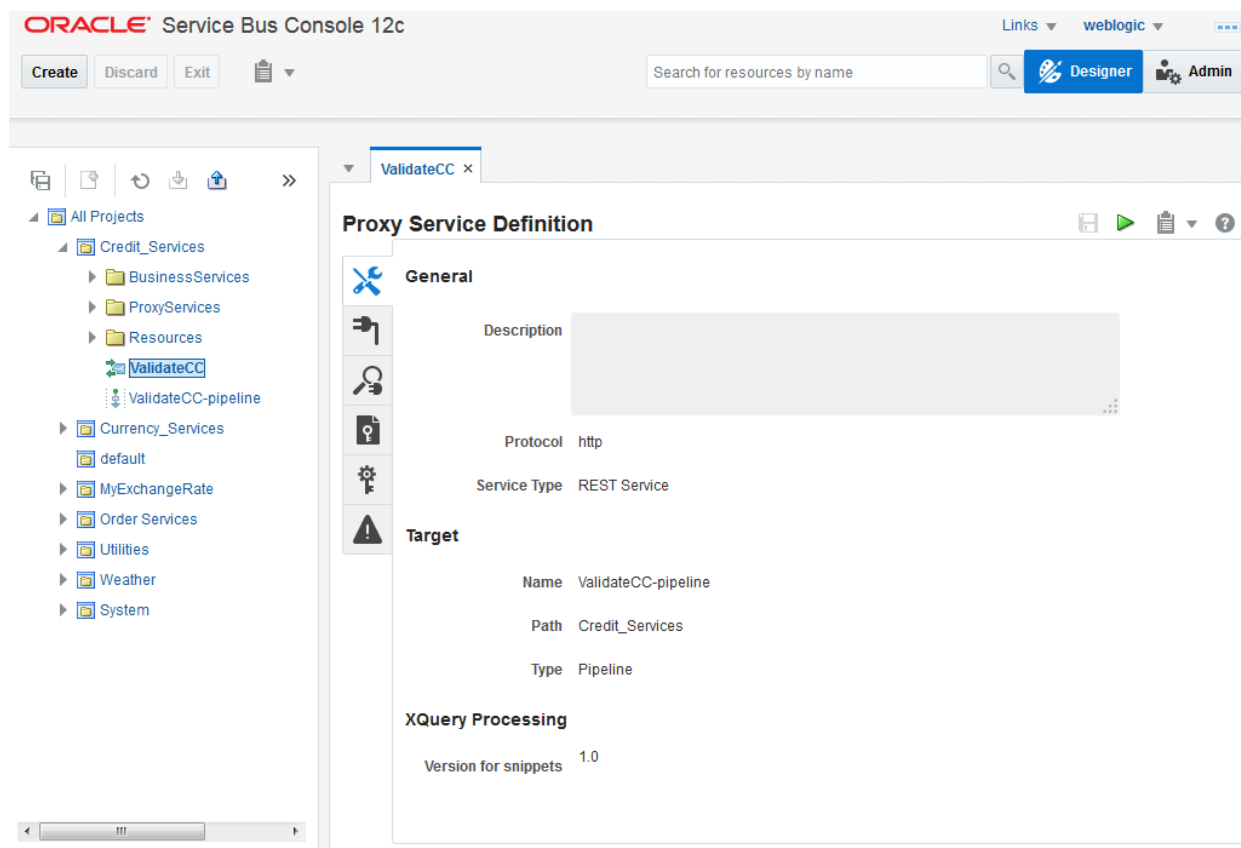 ORACLE Service Bus Console 12c
Links weblogic
Create Discard Exit
Search for resources by name
Designer
Admin
ValidateCC
All Projects
Credit_Services
BusinessServices
ProxyServices
Resources
ValidateCC
ValidateCC-pipeline
Currency_Services
default
MyExchangeRate
Order Services
Utilities
Weather
System
Proxy Service Definition
General
Description
Protocol http
Service Type REST Service
Target
Name ValidateCC-pipeline
Path Credit_Services
Type Pipeline
XQuery Processing
Version for snippets 1.0